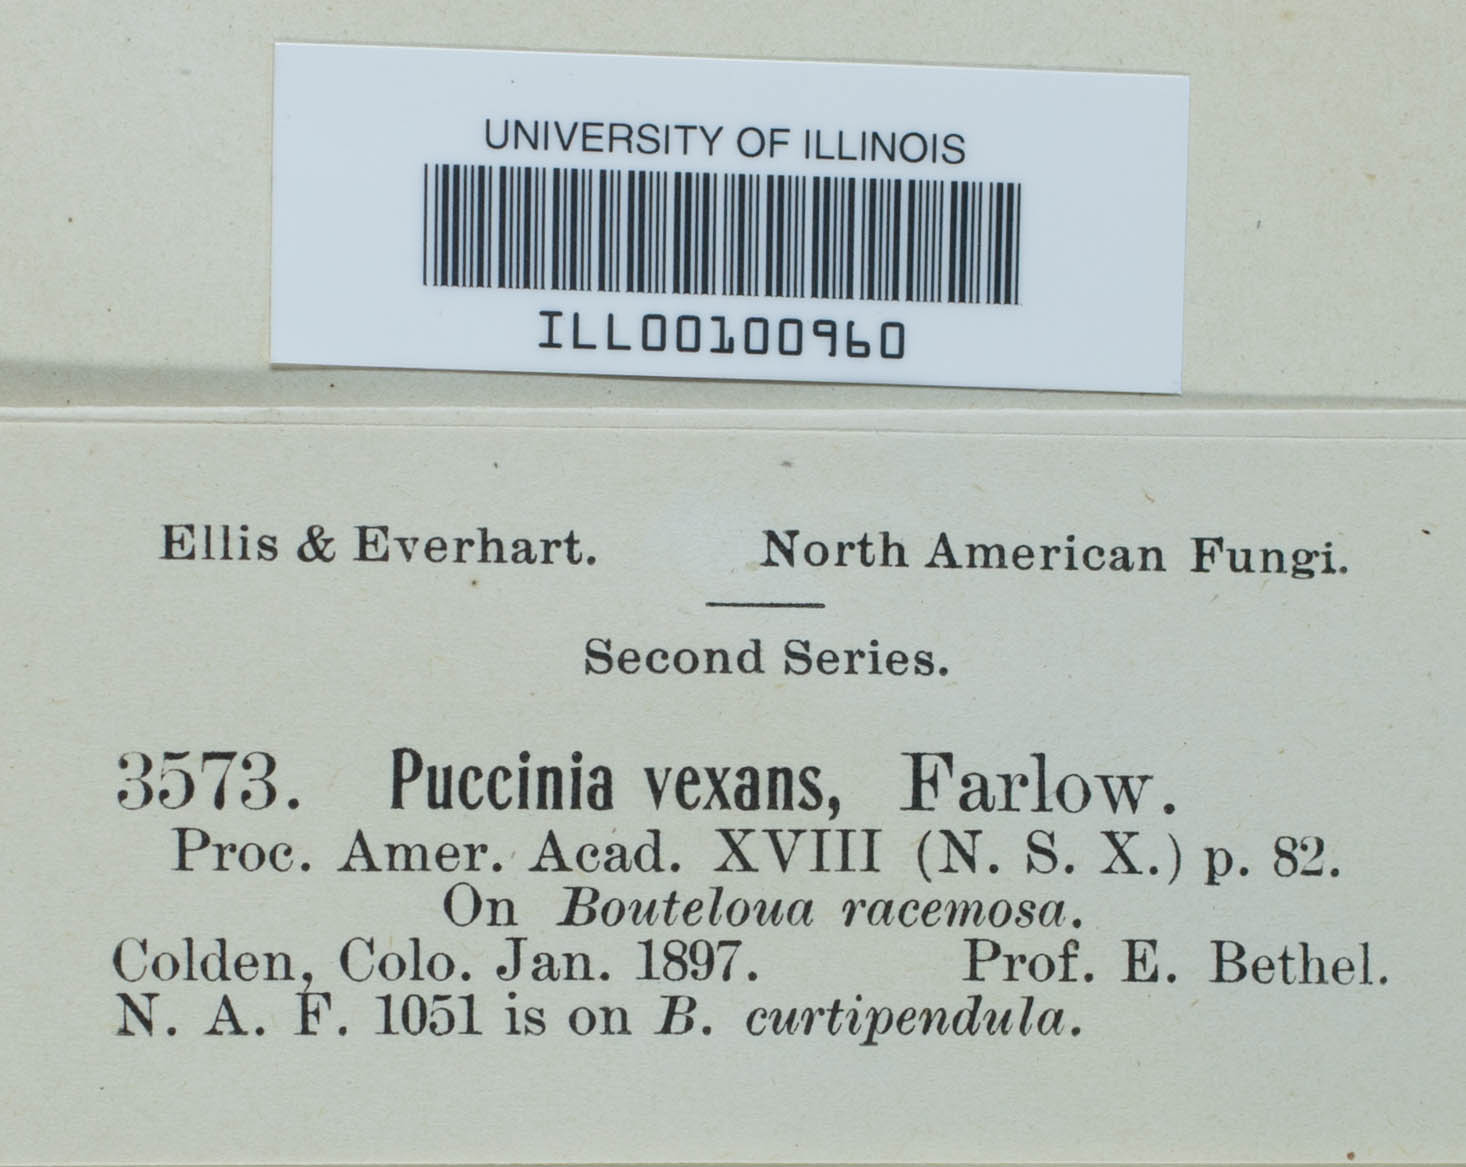 UNIVERSITY OF ILLINOIS
ILL00100960
Ellis & Everhart. North American Fungi.
Second Series.
3573. Puccinia vexans, Farlow.
Proc. Amer. Acad. XVIII (N. S. X.) p. 82.
On Bouteloua racemosa.
Colden, Colo. Jan. 1897. Prof. E. Bethel.
N. A. F. 1051 is on B. curtipendula.